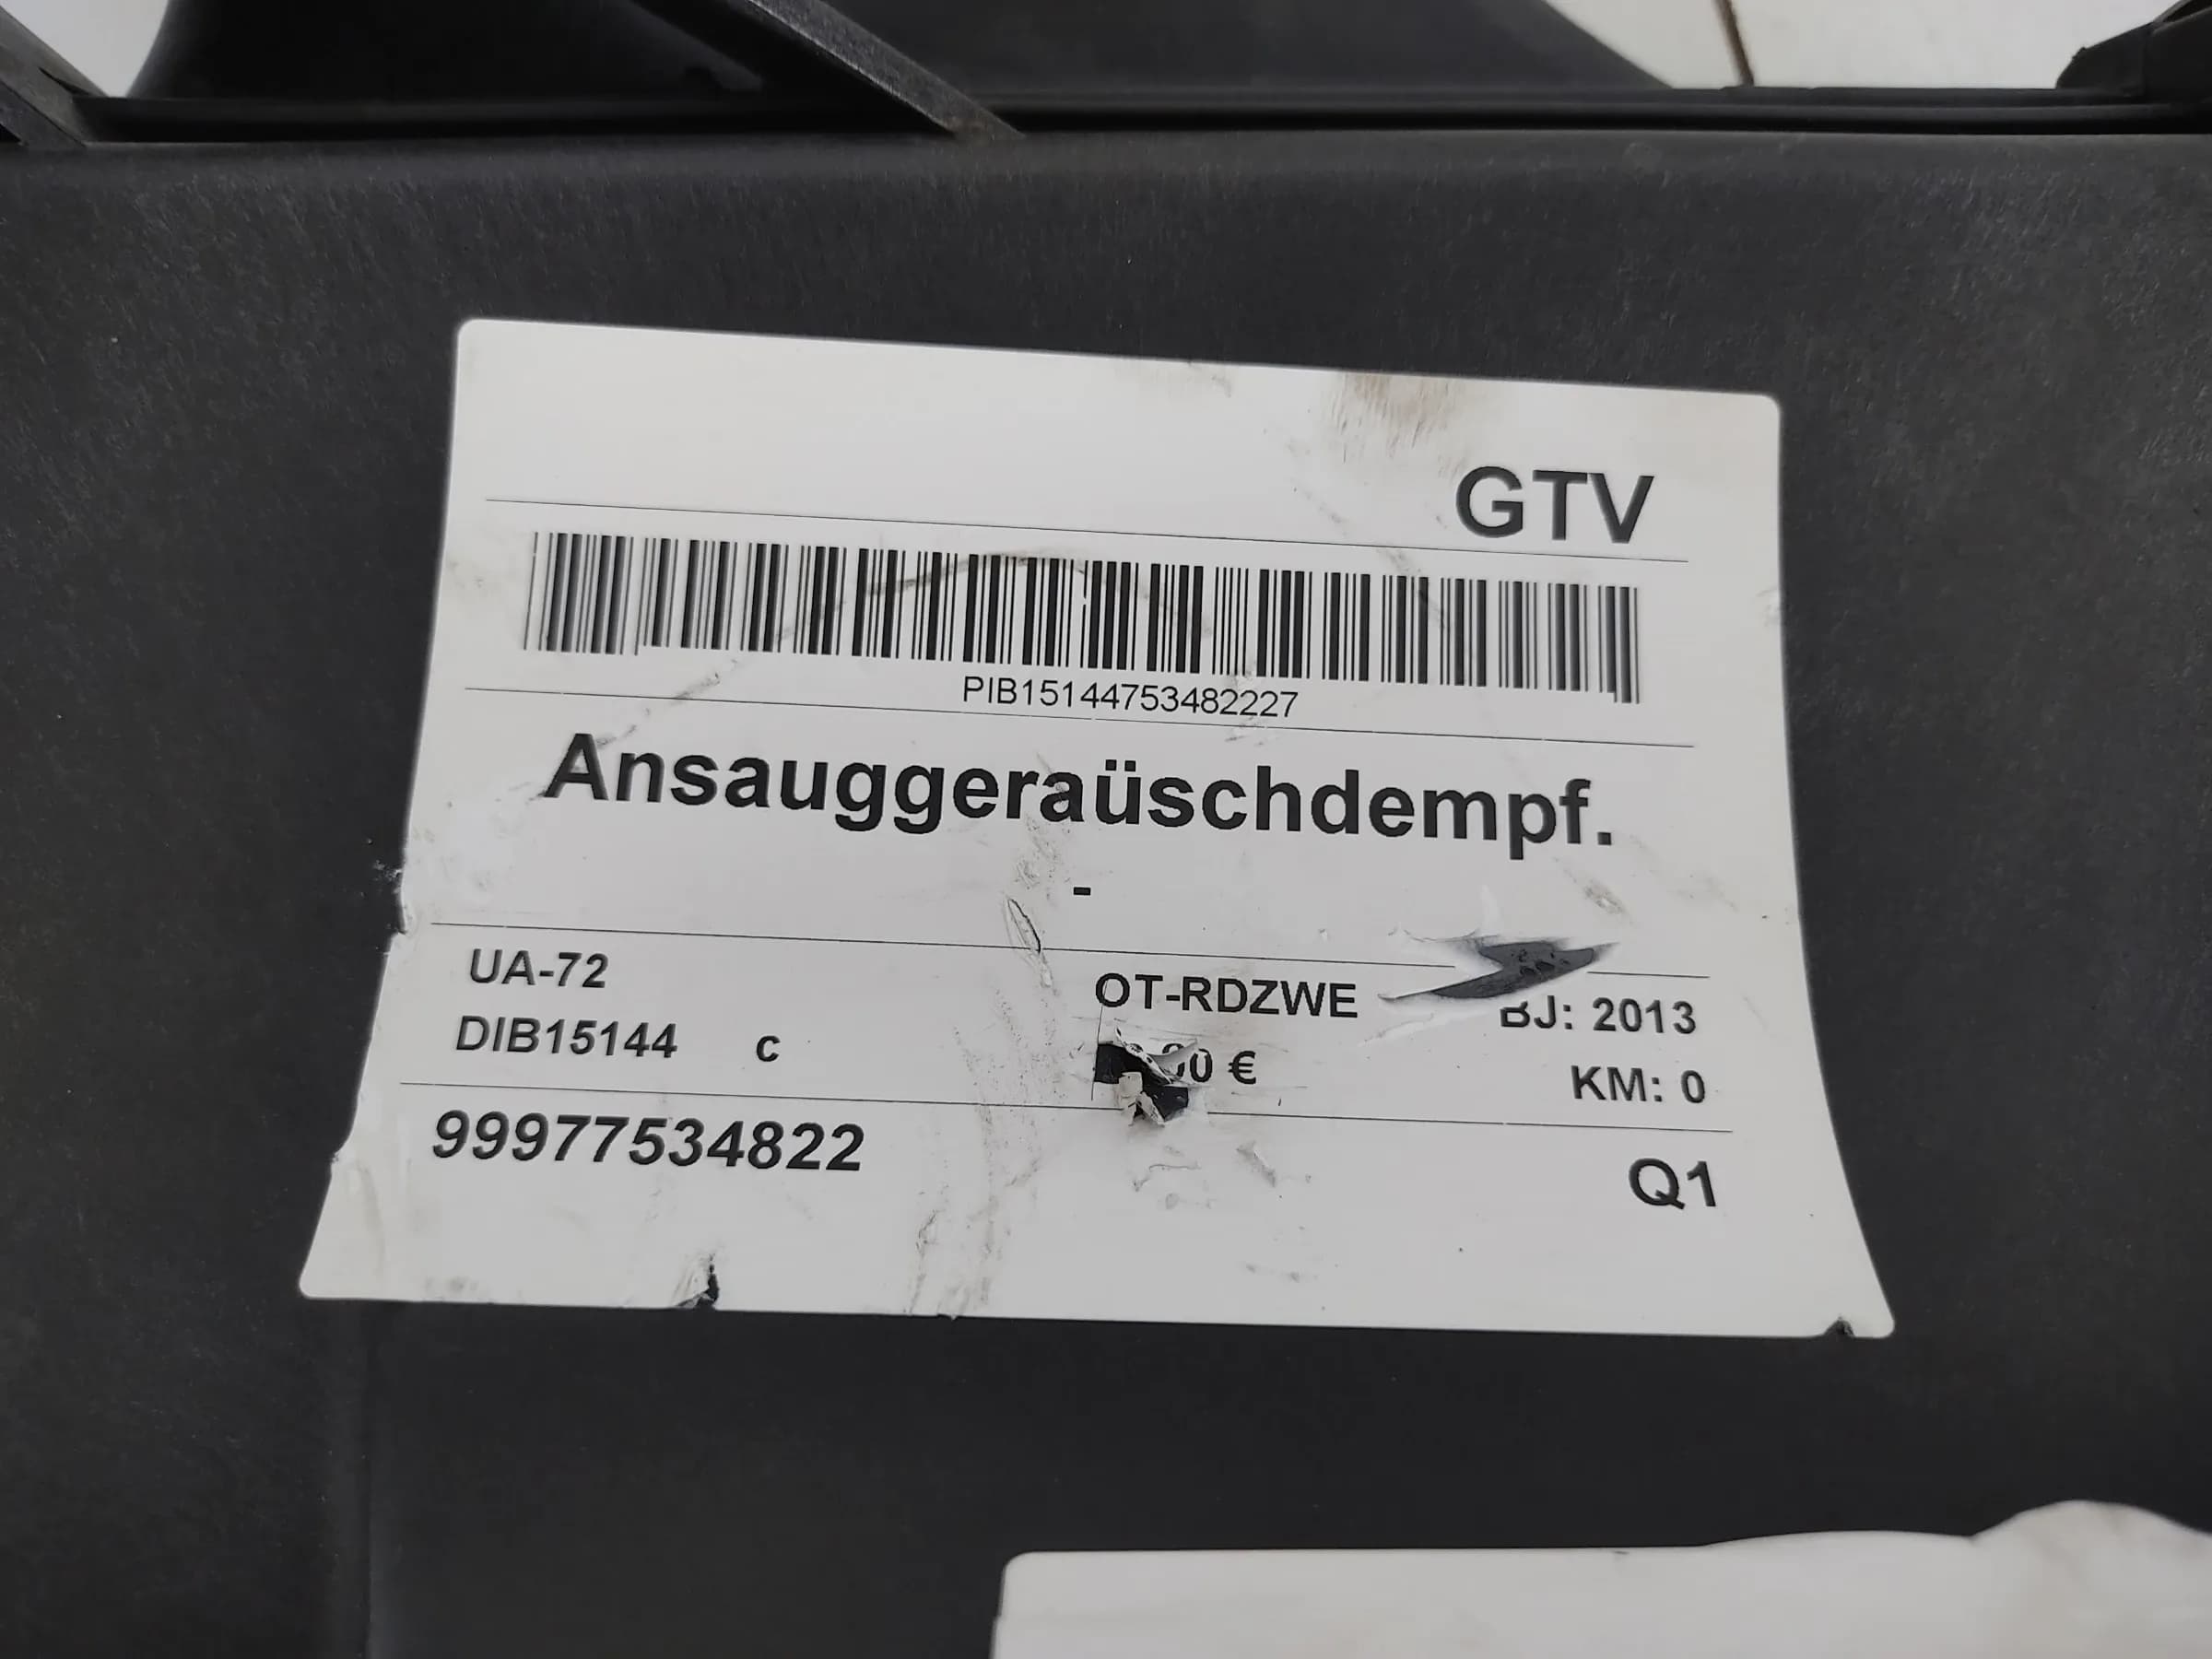 GTV
PIB15144753482227
Ansauggeraüschdempf.
-
UA-72 OT-RDZWE BJ: 2013
DIB15144 c € KM: 0
99977534822 Q1